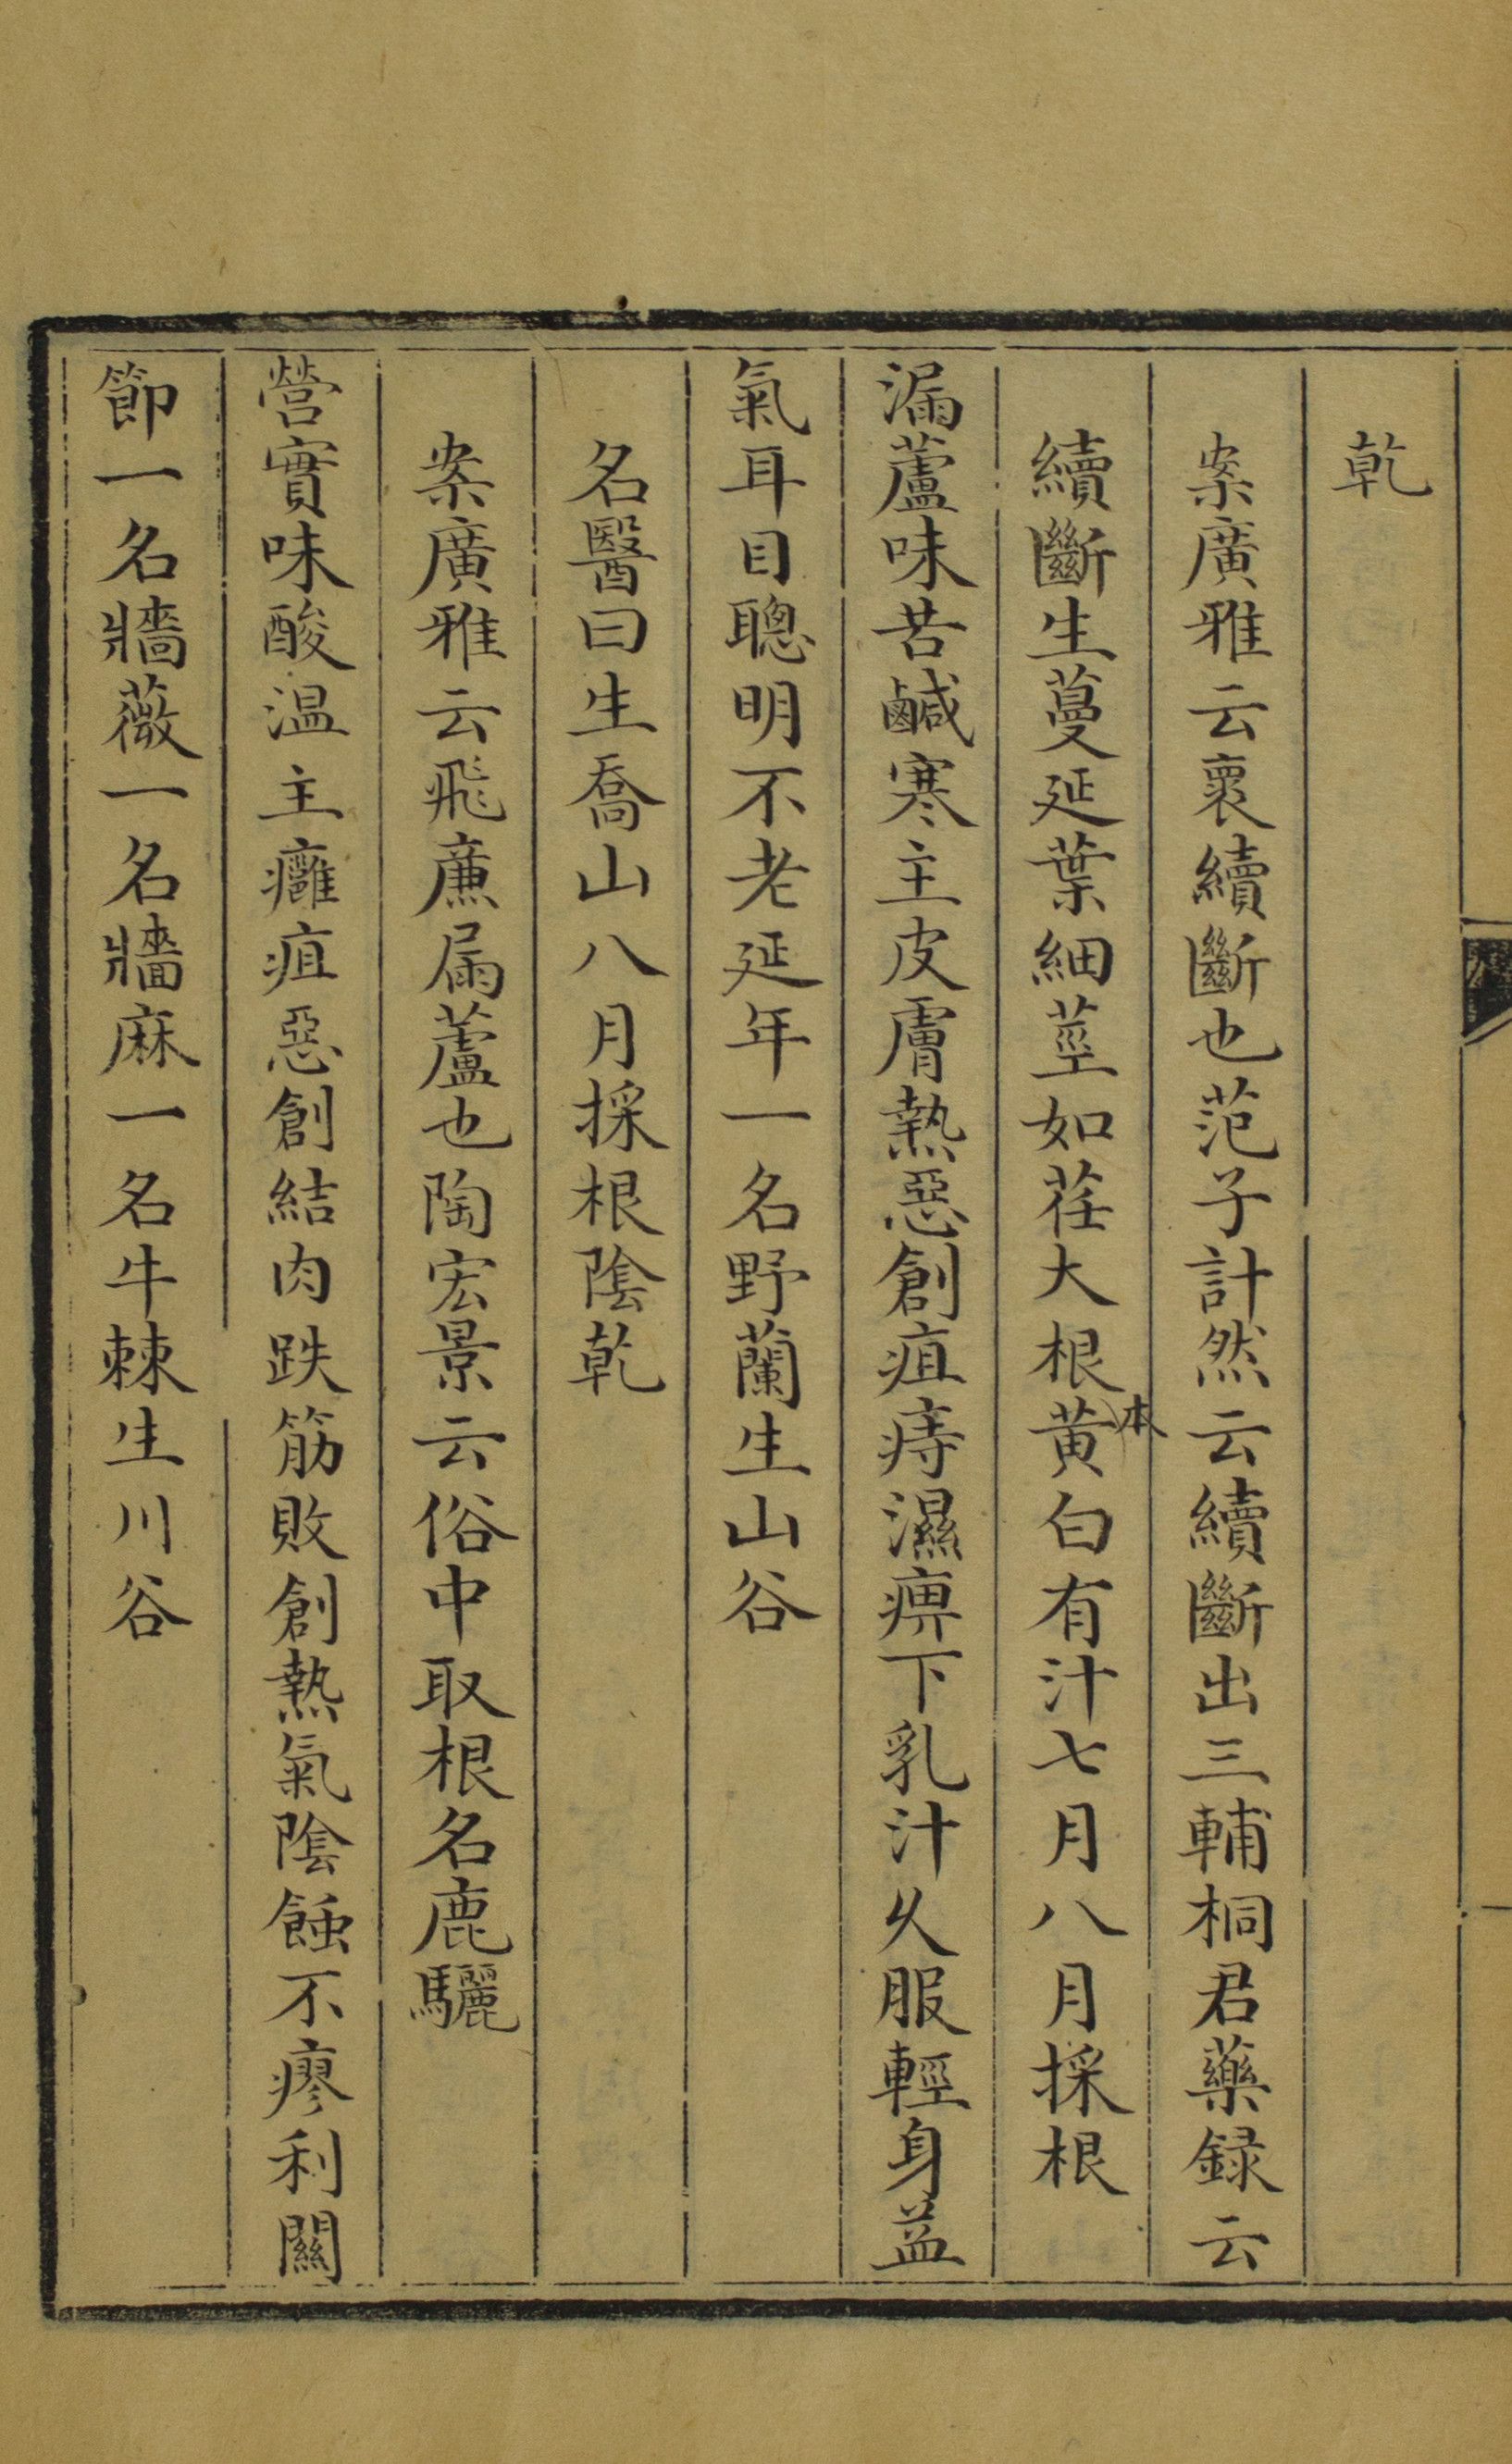 乾
案廣雅云褱續斷也范子計然云續斷出三輔桐君藥録云
續斷生蔓延葉細莖如荏大根本黄白有汁七月八月採根
漏蘆味苦鹹寒主皮膚熱惡創疽痔濕痹下乳汁久服輕身益
氣耳目聰明不老延年一名野蘭生山谷
名醫曰生喬山八月採根陰乾
案廣雅云飛廉扇蘆也陶宏景云俗中取根名鹿驪
營實味酸温主癰疽惡創結肉跌筋敗創熱氣陰蝕不瘳利關
節一名牆薇一名牆麻一名牛棘生川谷